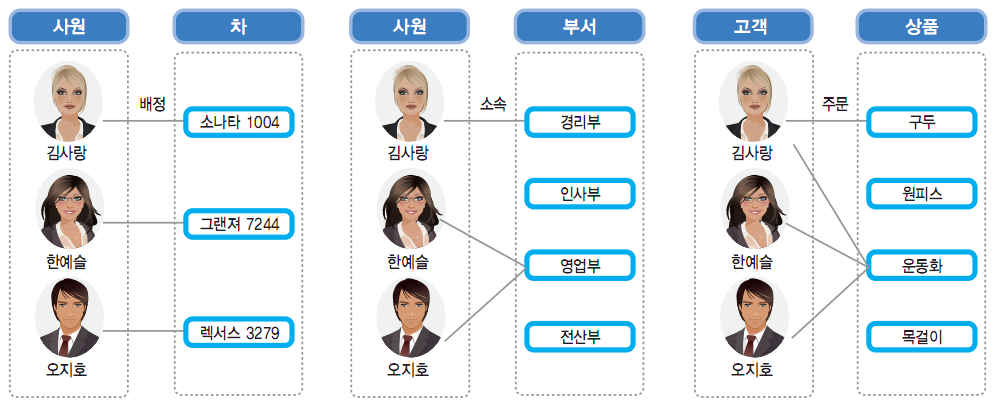 사원
차
배정
소나타 1004
김사랑
그랜져 7244
한예슬
렉서스 3279
오지호
사원
부서
소속
경리부
김사랑
인사부
한예슬
영업부
전산부
오지호
고객
상품
주문
구두
김사랑
원피스
한예슬
운동화
목걸이
오지호